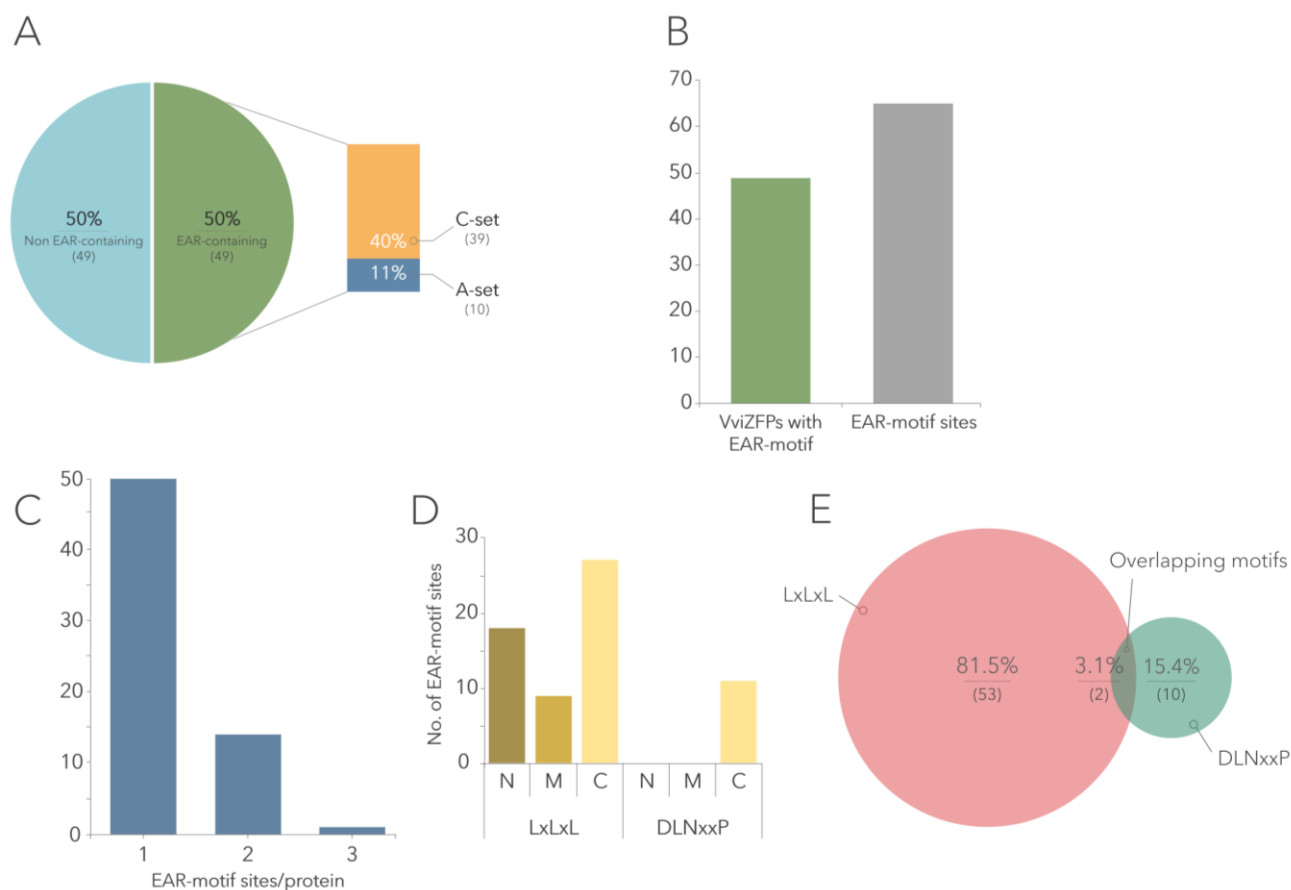 A
50%
Non EAR-containing
(49)
50%
EAR-containing
(49)
40%
11%
C-set
(39)
A-set
(10)
B
70
60
50
40
30
20
10
0
VviZFPs with
EAR-motif
EAR-motif sites
C
50
40
30
20
10
0
1 2 3
EAR-motif sites/protein
D
No. of EAR-motif sites
30
20
10
0
N M C N M C
LxLxL DLNxxP
E
LxLxL
Overlapping motifs
81.5%
(53)
3.1%
(2)
15.4%
(10)
DLNxxP